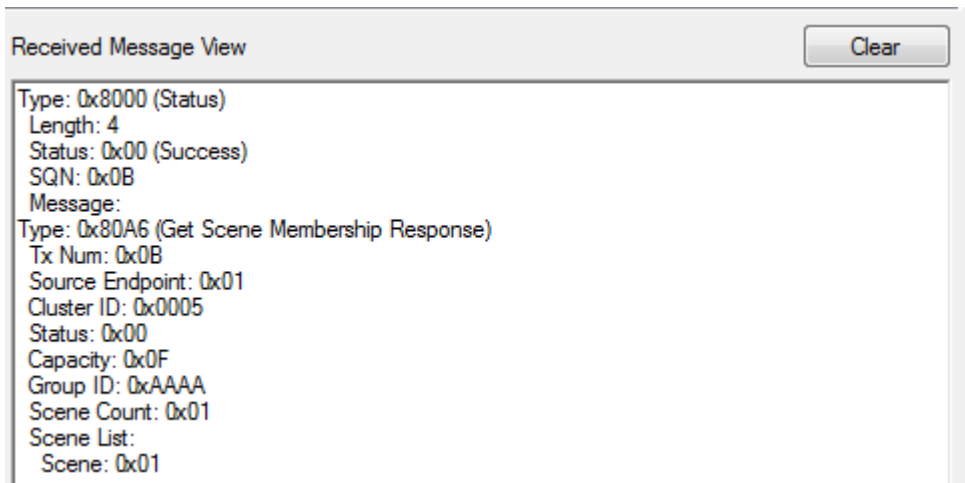 Received Message View
Clear
Type: 0x8000 (Status)
Length: 4
Status: 0x00 (Success)
SQN: 0x0B
Message:
Type: 0x80A6 (Get Scene Membership Response)
Tx Num: 0x0B
Source Endpoint: 0x01
Cluster ID: 0x0005
Status: 0x00
Capacity: 0x0F
Group ID: 0xAAAA
Scene Count: 0x01
Scene List:
Scene: 0x01